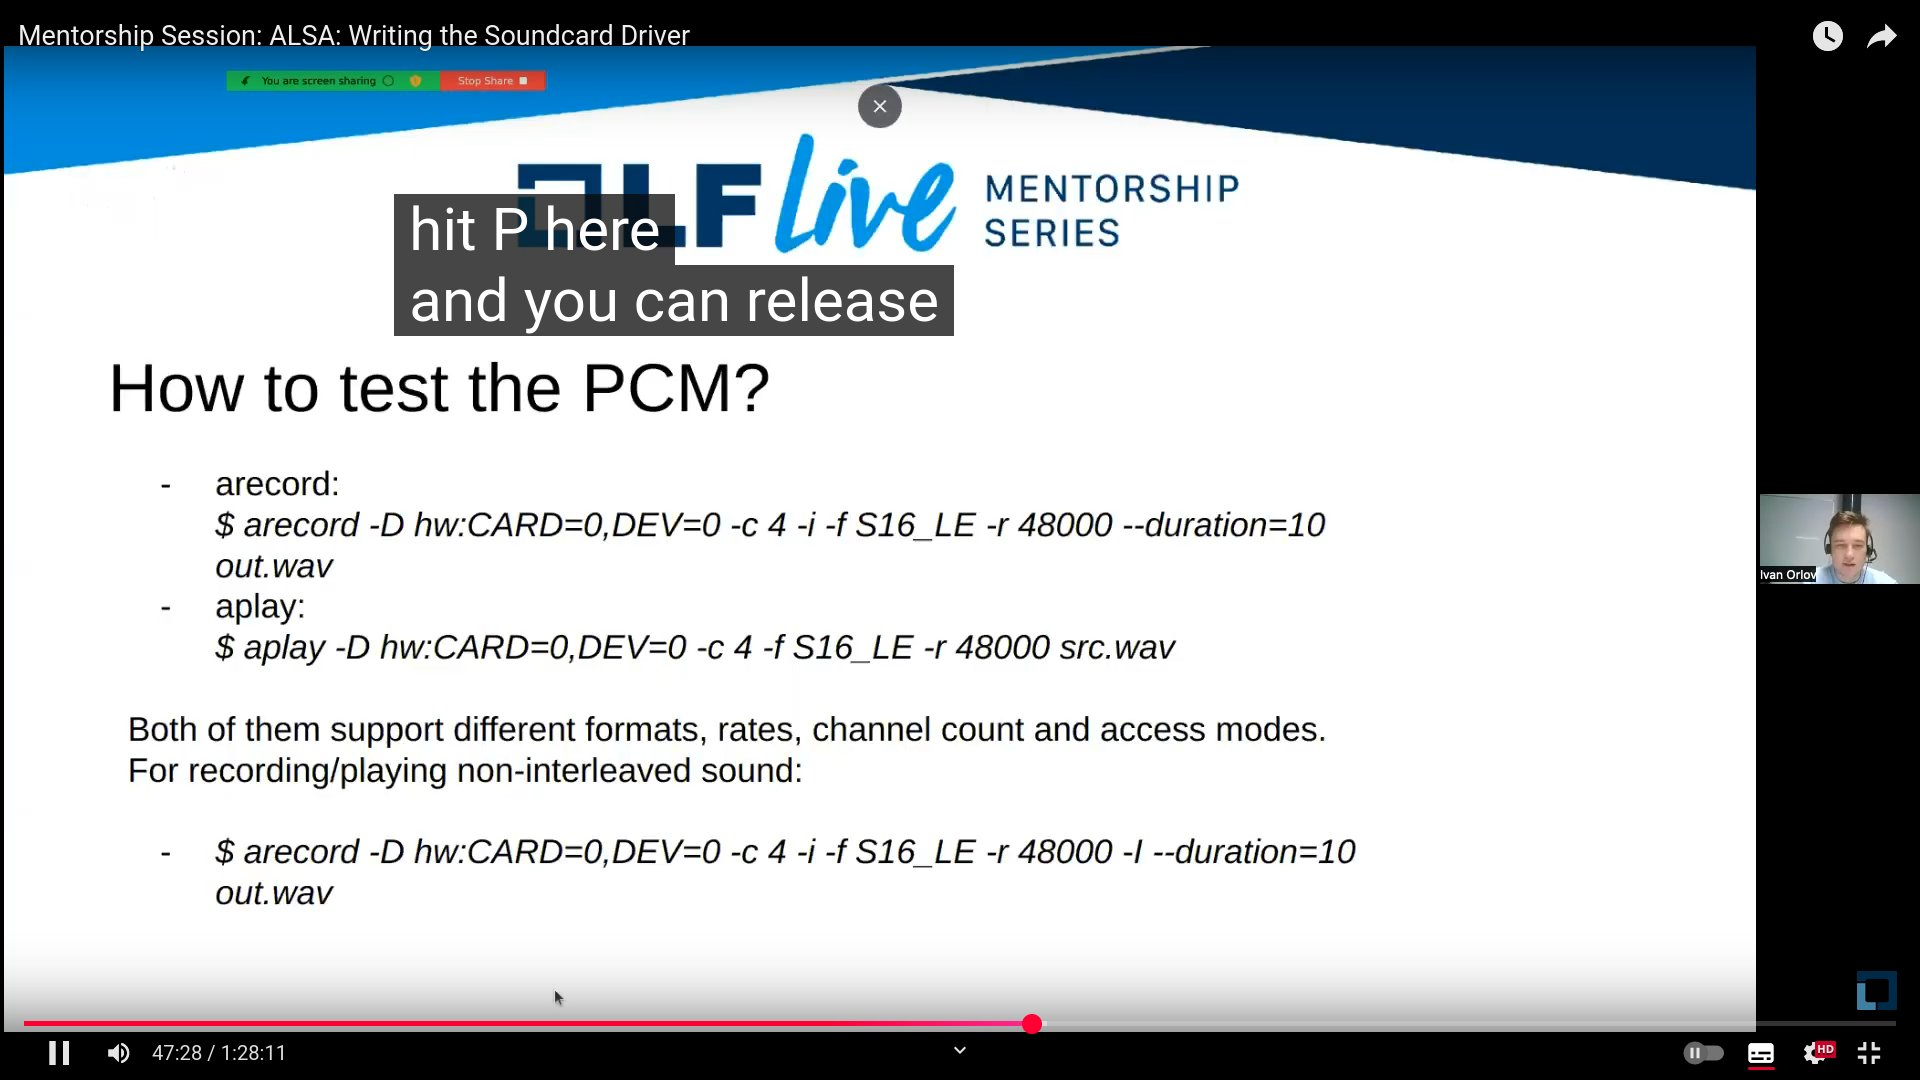 Mentorship Session: ALSA: Writing the Soundcard Driver
You are screen sharing
Stop Share
LF Live MENTORSHIP
SERIES
hit P here
and you can release
How to test the PCM?
- arecord:
$ arecord -D hw:CARD=0,DEV=0 -c 4 -i -f S16_LE -r 48000 --duration=10
out.wav
- aplay:
$ aplay -D hw:CARD=0,DEV=0 -c 4 -f S16_LE -r 48000 src.wav
Both of them support different formats, rates, channel count and access modes.
For recording/playing non-interleaved sound:
- $ arecord -D hw:CARD=0,DEV=0 -c 4 -i -f S16_LE -r 48000 -I --duration=10
out.wav
Ivan Orlov
47:28 / 1:28:11
HD